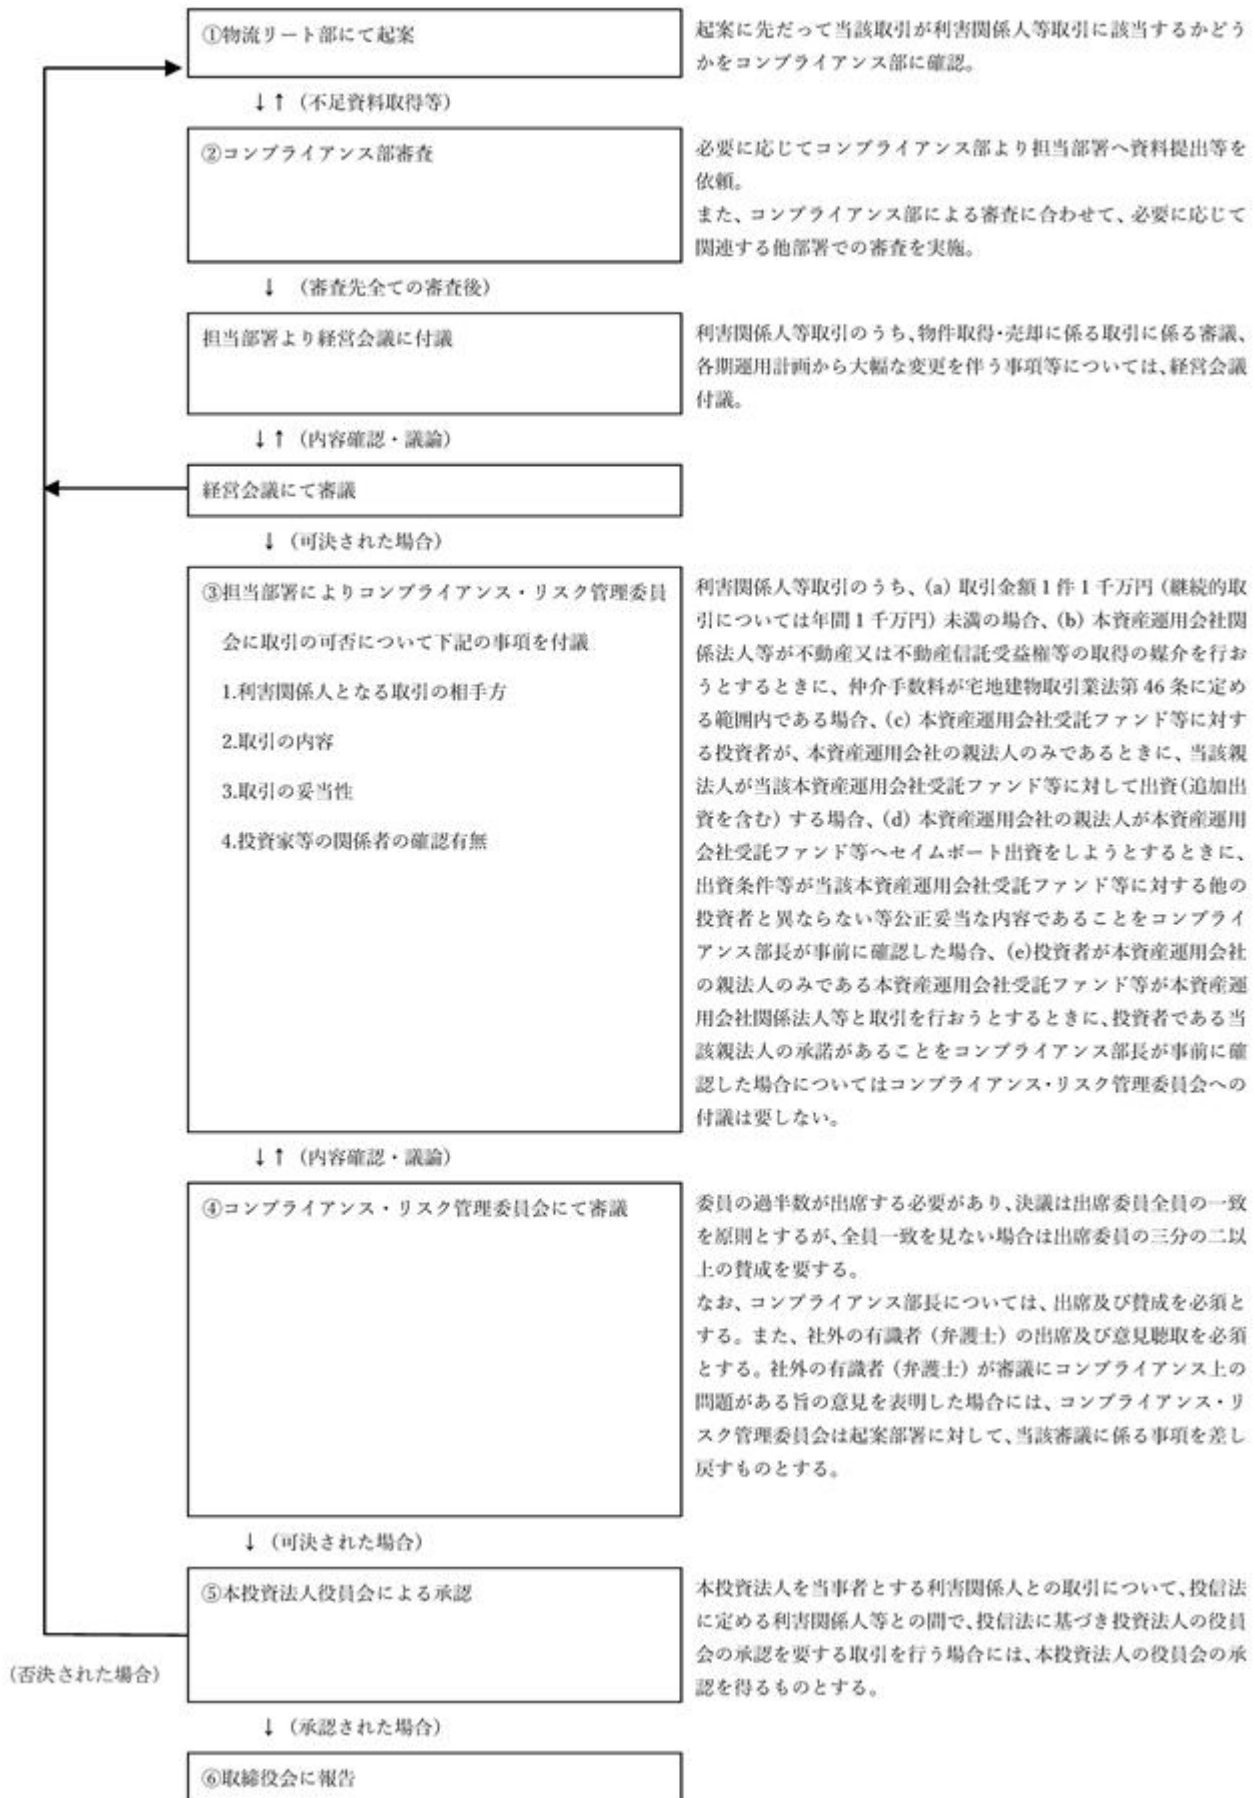 ①物流リート部にて起案
起案に先だって当該取引が利害関係人等取引に該当するかどう
かをコンプライアンス部に確認。
↓↑（不足資料取得等）
②コンプライアンス部審査
必要に応じてコンプライアンス部より担当部署へ資料提出等を
依頼。
また、コンプライアンス部による審査に合わせて、必要に応じて
関連する他部署での審査を実施。
↓ （審査先全ての審査後）
担当部署より経営会議に付議
利害関係人等取引のうち、物件取得・売却に係る取引に係る審議、
各期運用計画から大幅な変更を伴う事項等については、経営会議
付議。
↓↑（内容確認・議論）
経営会議にて審議
↓（可決された場合）
③担当部署によりコンプライアンス・リスク管理委員
会に取引の可否について下記の事項を付議
1.利害関係人となる取引の相手方
2.取引の内容
3.取引の妥当性
4.投資家等の関係者の確認有無
利害関係人等取引のうち、(a) 取引金額1件1千万円（継続的取
引については年間1千万円）未満の場合、(b) 本資産運用会社関
係法人等が不動産又は不動産信託受益権等の取得の媒介を行お
うとするときに、仲介手数料が宅地建物取引業法第46条に定め
る範囲内である場合、(c) 本資産運用会社受託ファンド等に対す
る投資者が、本資産運用会社の親法人のみであるときに、当該親
法人が当該本資産運用会社受託ファンド等に対して出資（追加出
資を含む）する場合、(d) 本資産運用会社の親法人が本資産運用
会社受託ファンド等へセイムボート出資をしようとするときに、
出資条件等が当該本資産運用会社受託ファンド等に対する他の
投資者と異ならない等公正妥当な内容であることをコンプライ
アンス部長が事前に確認した場合、(e)投資者が本資産運用会社
の親法人のみである本資産運用会社受託ファンド等が本資産運
用会社関係法人等と取引を行おうとするときに、投資者である当
該親法人の承諾があることをコンプライアンス部長が事前に確
認した場合についてはコンプライアンス・リスク管理委員会への
付議は要しない。
↓↑（内容確認・議論）
④コンプライアンス・リスク管理委員会にて審議
委員の過半数が出席する必要があり、決議は出席委員全員の一致
を原則とするが、全員一致を見ない場合は出席委員の三分の二以
上の賛成を要する。
なお、コンプライアンス部長については、出席及び賛成を必須と
する。また、社外の有識者（弁護士）の出席及び意見聴取を必須
とする。社外の有識者（弁護士）が審議にコンプライアンス上の
問題がある旨の意見を表明した場合には、コンプライアンス・リ
スク管理委員会は起案部署に対して、当該審議に係る事項を差し
戻すものとする。
↓（可決された場合）
⑤本投資法人役員会による承認
本投資法人を当事者とする利害関係人との取引について、投信法
に定める利害関係人等との間で、投信法に基づき投資法人の役員
会の承認を要する取引を行う場合には、本投資法人の役員会の承
認を得るものとする。
（否決された場合）
↓（承認された場合）
⑥取締役会に報告